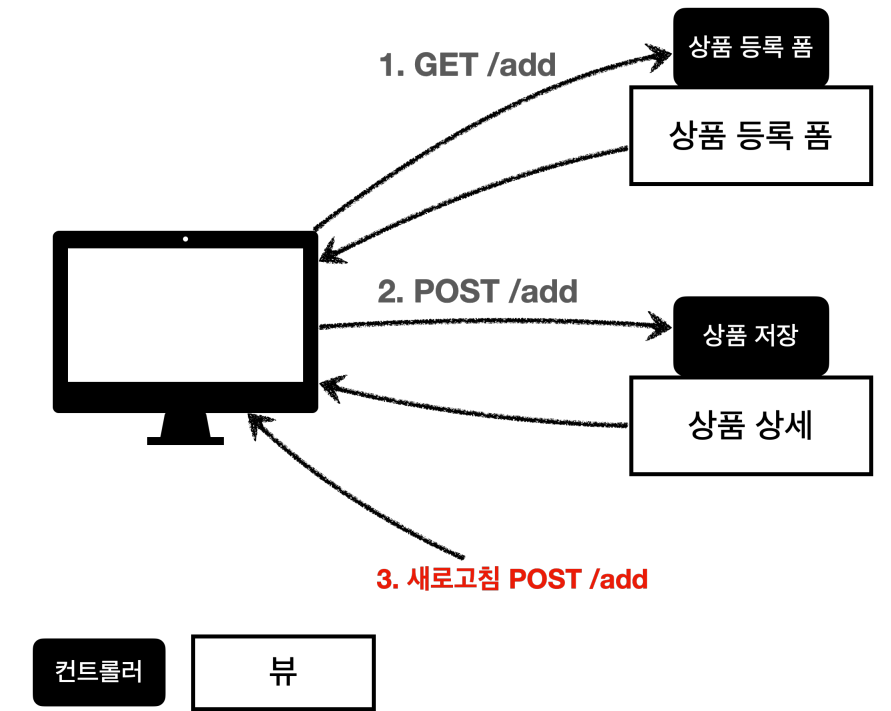 1. GET /add
상품 등록 폼
상품 등록 폼
2. POST /add
상품 저장
상품 상세
3. 새로고침 POST /add
컨트롤러
뷰